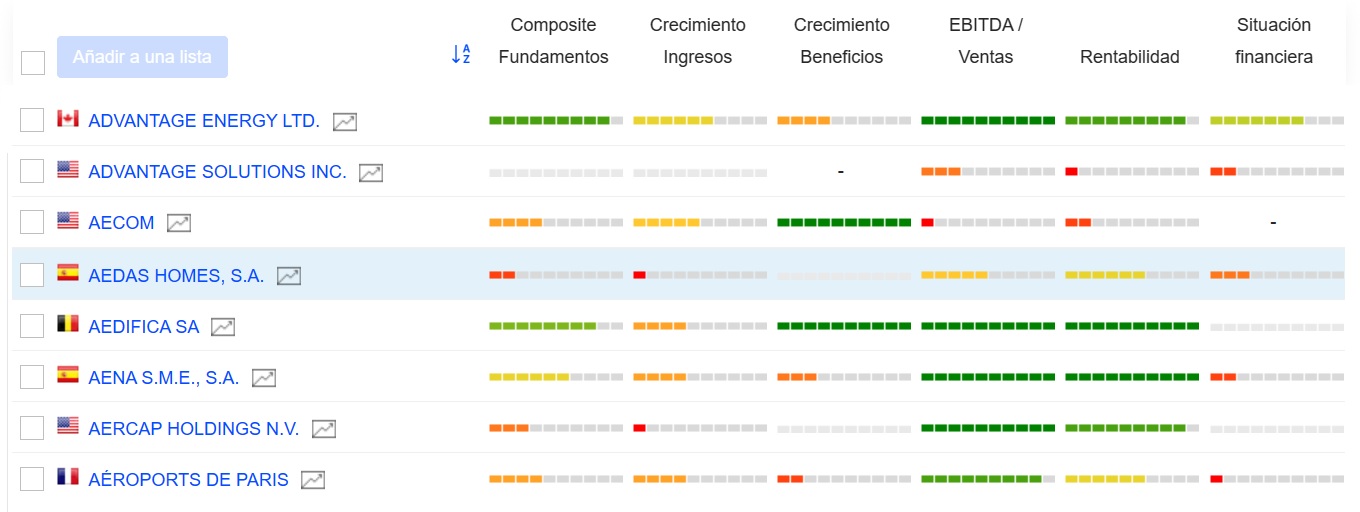 Composite Crecimiento Crecimiento EBITDA / Situación
Añadir a una lista Fundamentos Ingresos Beneficios Ventas Rentabilidad financiera
ADVANTAGE ENERGY LTD.
ADVANTAGE SOLUTIONS INC. -
AECOM -
AEDAS HOMES, S.A.
AEDIFICA SA
AENA S.M.E., S.A.
AERCAP HOLDINGS N.V.
AÉROPORTS DE PARIS